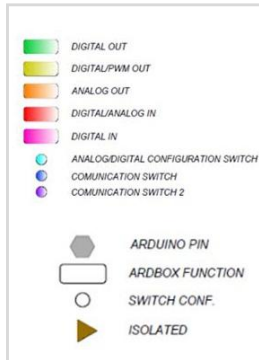 DIGITAL OUT
DIGITAL/PWM OUT
ANALOG OUT
DIGITAL/ANALOG IN
DIGITAL IN
ANALOG/DIGITAL CONFIGURATION SWITCH
COMUNICATION SWITCH
COMUNICATION SWITCH 2
ARDUINO PIN
ARDBOX FUNCTION
SWITCH CONF.
ISOLATED